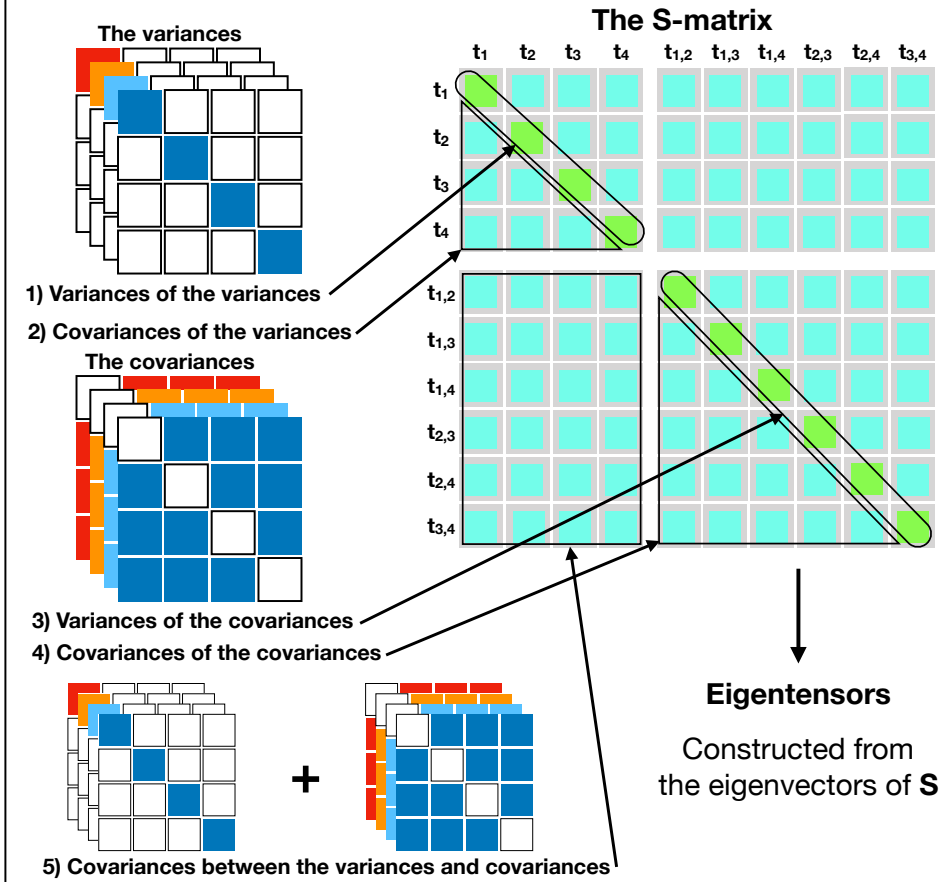 The S-matrix
The variances
t1 t2 t3 t4 t1,2 t1,3 t1,4 t2,3 t2,4 t3,4
t1
t2
t3
t4
1) Variances of the variances
2) Covariances of the variances
t1,2
t1,3
t1,4
t2,3
t2,4
t3,4
The covariances
3) Variances of the covariances
4) Covariances of the covariances
Eigentensors
Constructed from
the eigenvectors of S
+
5) Covariances between the variances and covariances